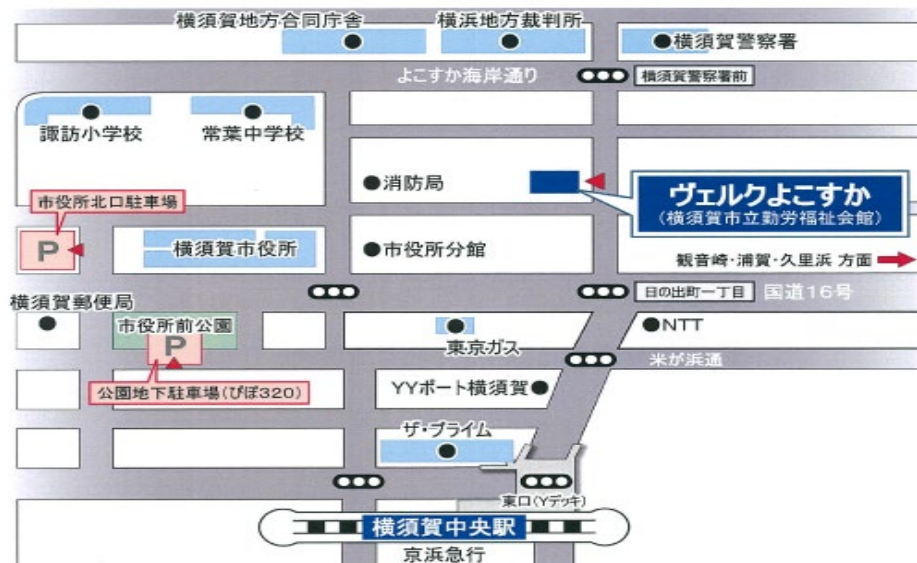 横須賀地方合同庁舎
横浜地方裁判所
横須賀警察署
よこすか海岸通り
横須賀警察署前
諏訪小学校
常葉中学校
消防局
ヴェルクよこすか
(横須賀市立勤労福祉会館)
市役所北口駐車場
P
横須賀市役所
市役所分館
観音崎・浦賀・久里浜 方面
日の出町一丁目
国道16号
横須賀郵便局
市役所前公園
P
東京ガス
NTT
米が浜通
公園地下駐車場(ぴぽ320)
YYポート横須賀
ザ・プライム
東口(Yデッキ)
横須賀中央駅
京浜急行